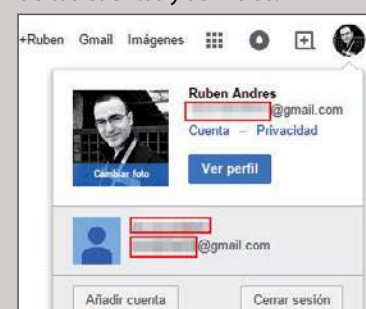 +Ruben Gmail Imágenes
Ruben Andres
@gmail.com
Cuenta – Privacidad
Cambiar foto
Ver perfil
@gmail.com
Añadir cuenta
Cerrar sesión